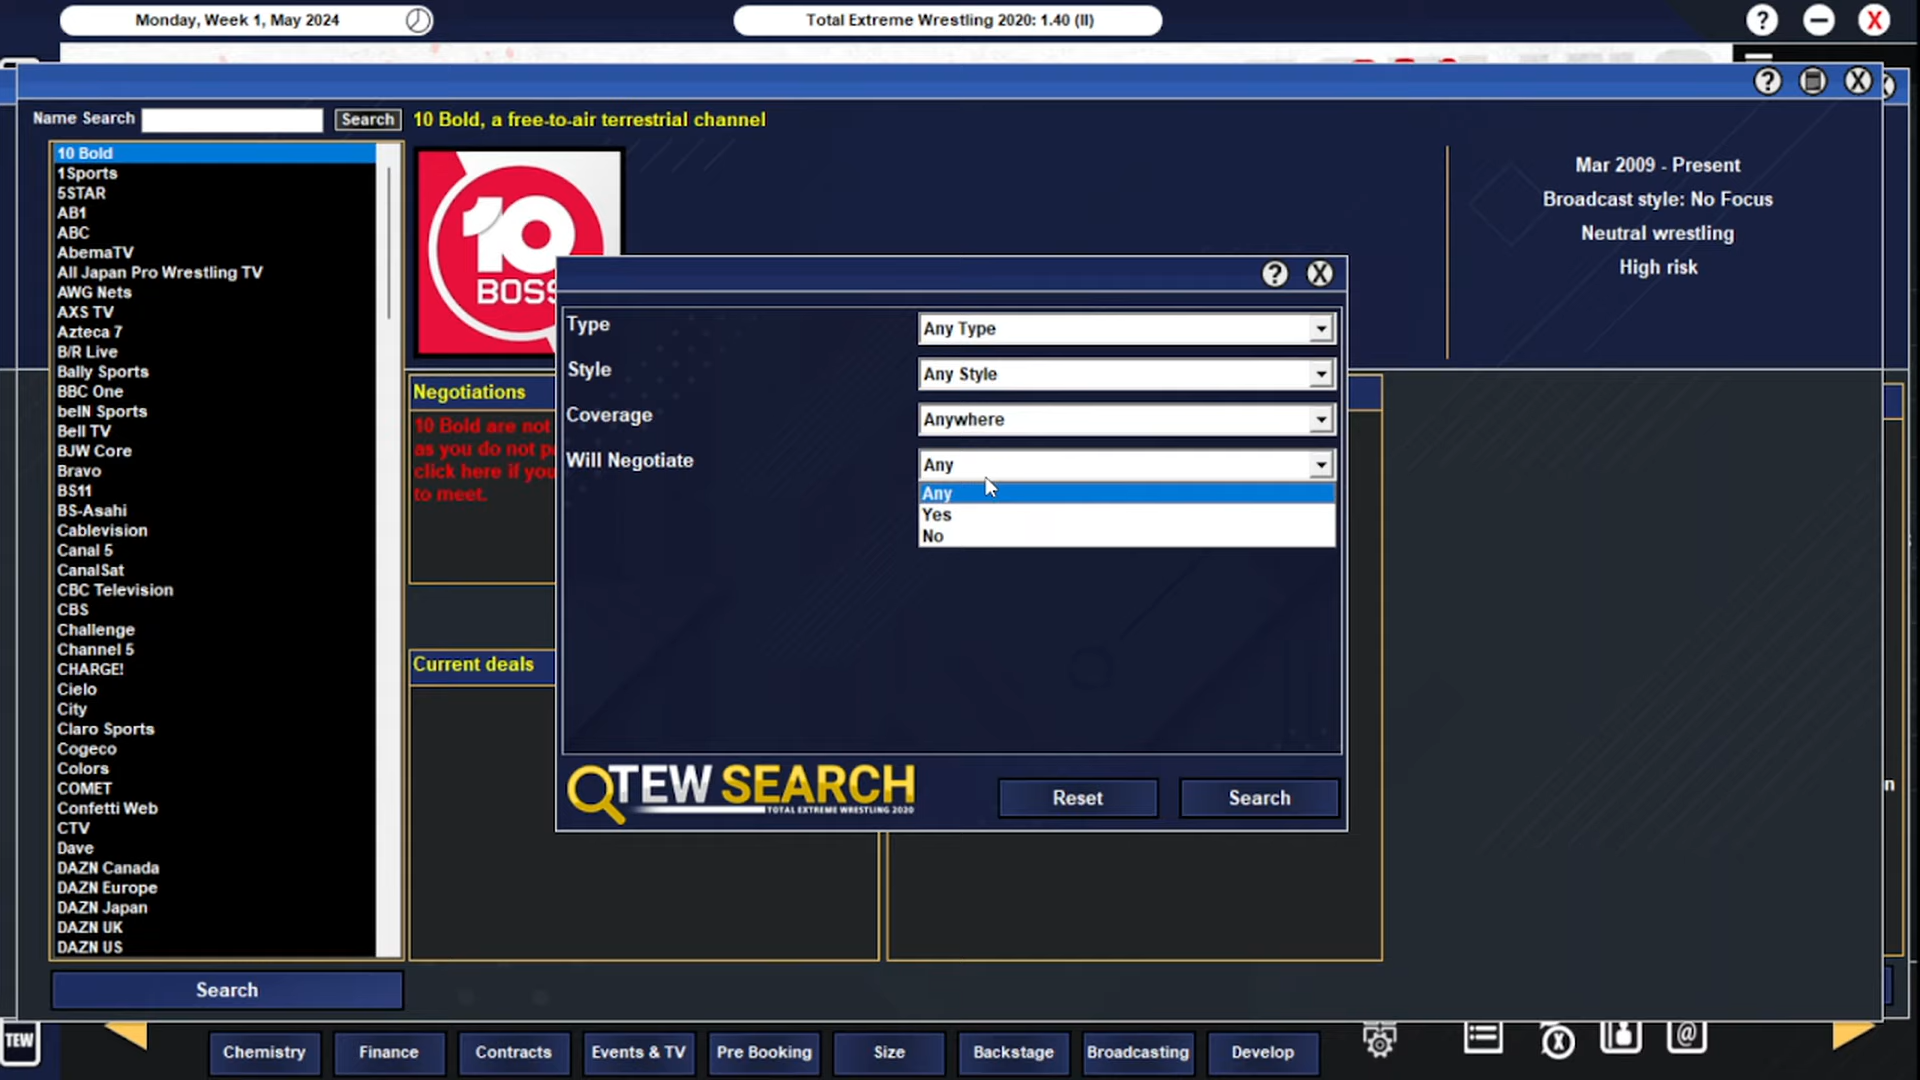 Monday, Week 1, May 2024
Total Extreme Wrestling 2020: 1.40 (II)
?
X
?
X
Name Search
Search
10 Bold, a free-to-air terrestrial channel
10 Bold
1Sports
5STAR
AB1
ABC
AbemaTV
All Japan Pro Wrestling TV
AWG Nets
AXS TV
Azteca 7
B/R Live
Bally Sports
BBC One
beIN Sports
Bell TV
BJW Core
Bravo
BS11
BS-Asahi
Cablevision
Canal 5
CanalSat
CBC Television
CBS
Challenge
Channel 5
CHARGE!
Cielo
City
Claro Sports
Cogeco
Colors
COMET
Confetti Web
CTV
Dave
DAZN Canada
DAZN Europe
DAZN Japan
DAZN UK
DAZN US
Search
10
BOSS
Mar 2009 - Present
Broadcast style: No Focus
Neutral wrestling
High risk
Negotiations
10 Bold are not
as you do not
click here if you
to meet.
Current deals
?
X
Type
Any Type
Style
Any Style
Coverage
Anywhere
Will Negotiate
Any
Any
Yes
No
TEW SEARCH
TOTAL EXTREME WRESTLING 2020
Reset
Search
n
TEW
Chemistry
Finance
Contracts
Events & TV
Pre Booking
Size
Backstage
Broadcasting
Develop
X
@